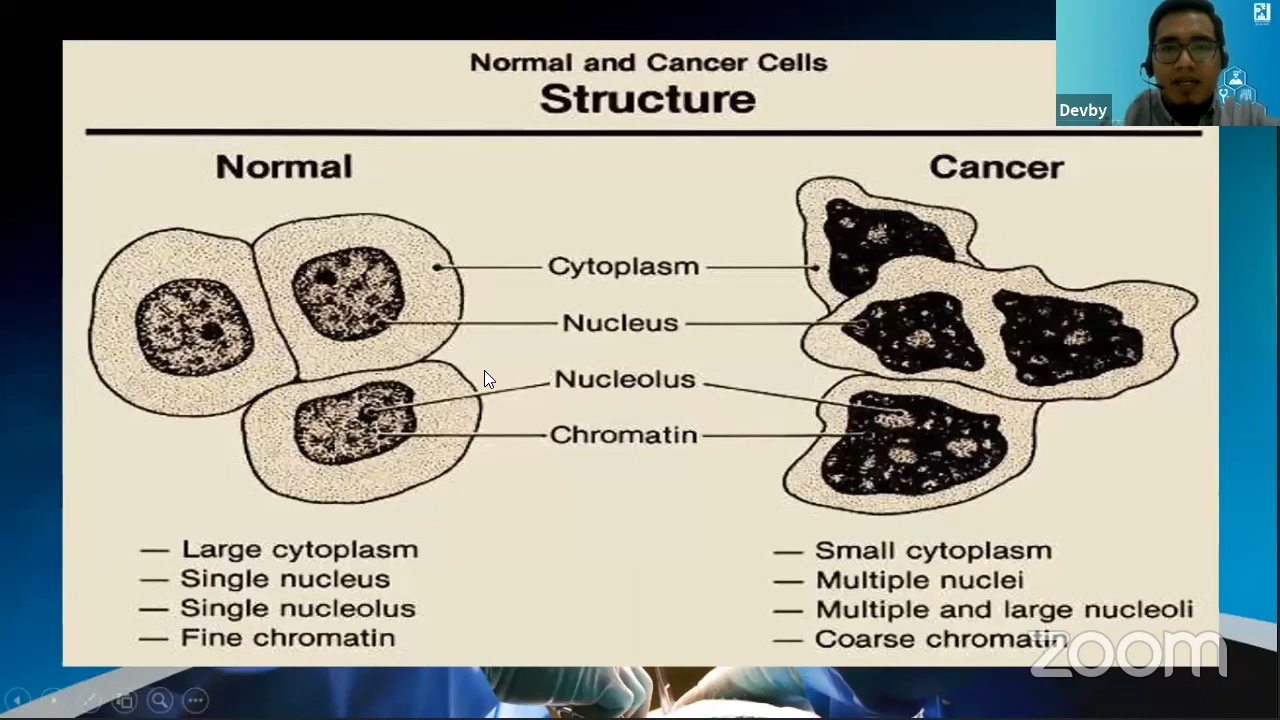 Normal and Cancer Cells
Structure
Devby
Normal
Cancer
Cytoplasm
Nucleus
Nucleolus
Chromatin
— Large cytoplasm
— Single nucleus
— Single nucleolus
— Fine chromatin
— Small cytoplasm
— Multiple nuclei
— Multiple and large nucleoli
— Coarse chromatin
zoom